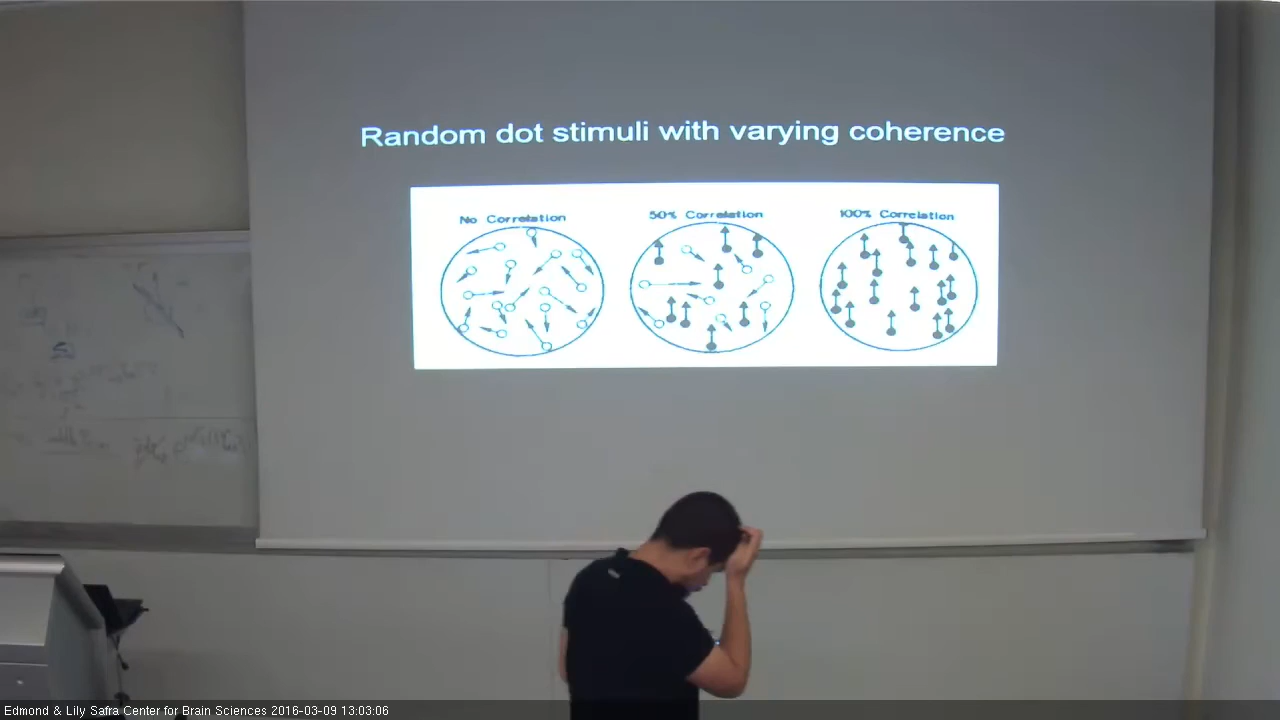 Random dot stimuli with varying coherence
No Correlation
50% Correlation
100% Correlation
Edmond & Lily Safra Center for Brain Sciences 2016-03-09 13:03:06